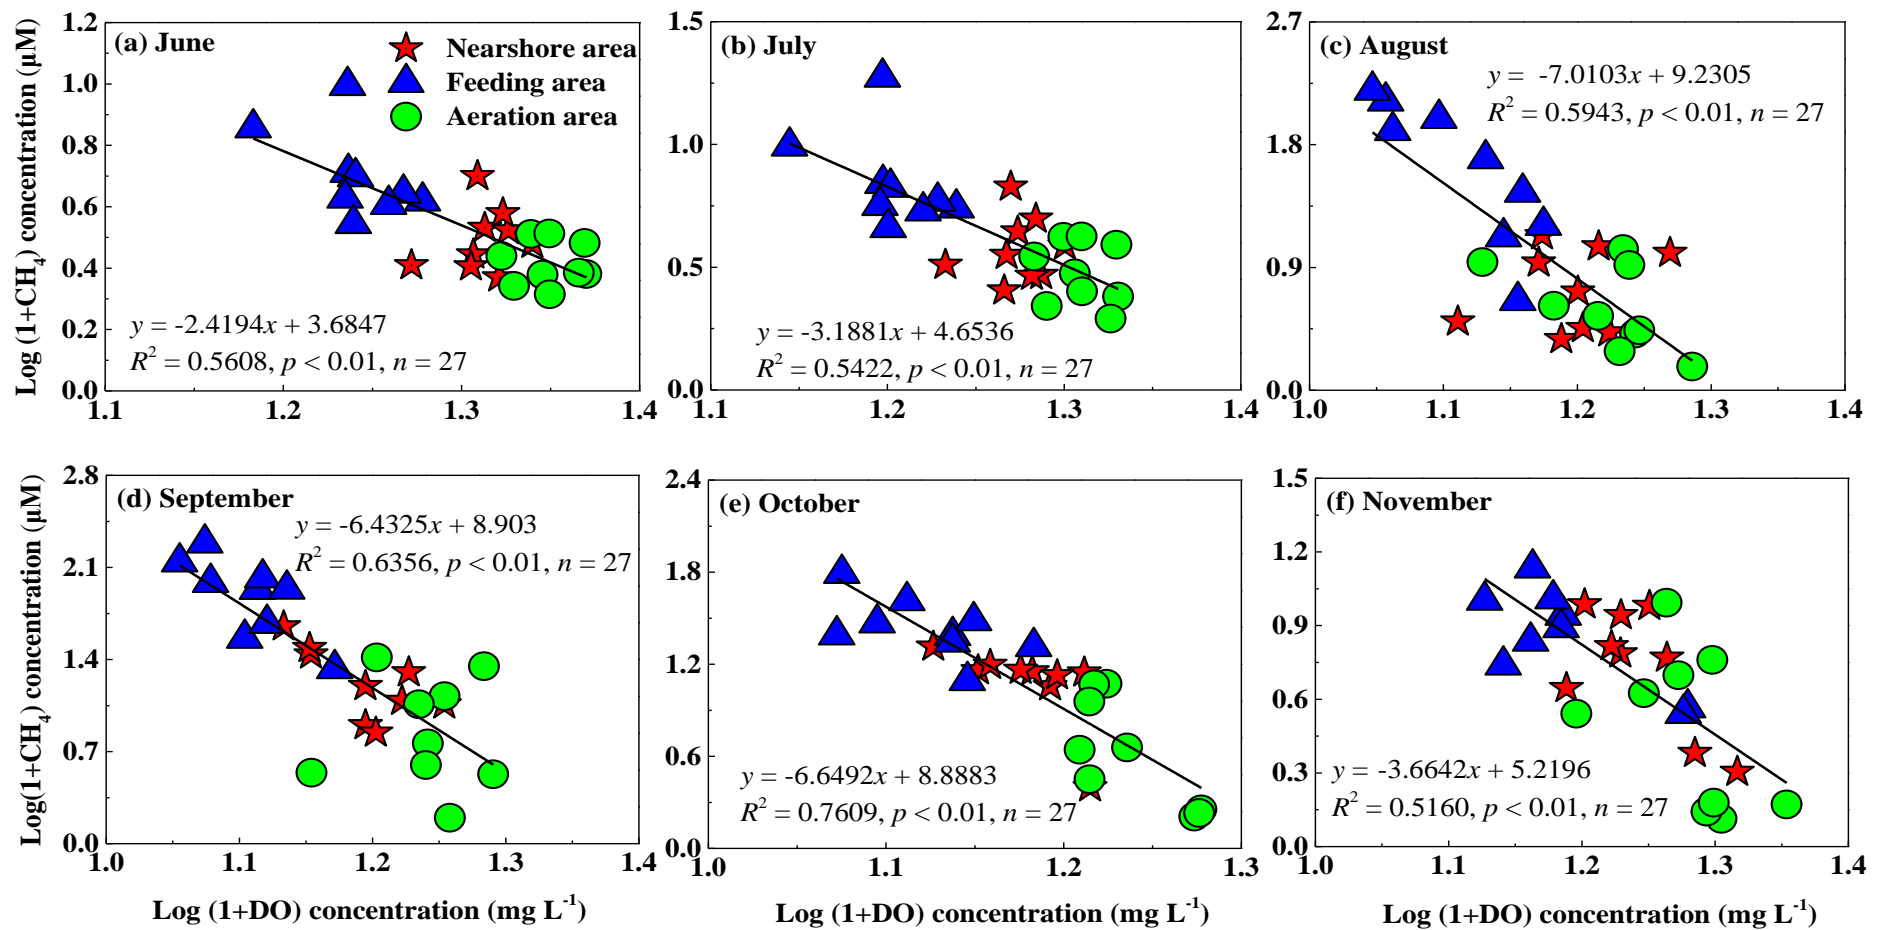 Log (1+CH4) concentration (μM)
(a) June
Nearshore area
Feeding area
Aeration area
1.2
1.0
0.8
0.6
0.4
0.2
0.0
y = -2.4194x + 3.6847
R² = 0.5608, p < 0.01, n = 27
1.1 1.2 1.3 1.4
(b) July
1.5
1.0
0.5
0.0
y = -3.1881x + 4.6536
R² = 0.5422, p < 0.01, n = 27
1.1 1.2 1.3 1.4
(c) August
y = -7.0103x + 9.2305
R² = 0.5943, p < 0.01, n = 27
2.7
1.8
0.9
0.0
1.0 1.1 1.2 1.3 1.4
Log(1+CH4) concentration (μM)
(d) September
y = -6.4325x + 8.903
R² = 0.6356, p < 0.01, n = 27
2.8
2.1
1.4
0.7
0.0
1.0 1.1 1.2 1.3 1.4
Log (1+DO) concentration (mg L⁻¹)
(e) October
2.4
1.8
1.2
0.6
0.0
y = -6.6492x + 8.8883
R² = 0.7609, p < 0.01, n = 27
1.0 1.1 1.2 1.3
Log (1+DO) concentration (mg L⁻¹)
(f) November
1.5
1.2
0.9
0.6
0.3
0.0
y = -3.6642x + 5.2196
R² = 0.5160, p < 0.01, n = 27
1.0 1.1 1.2 1.3 1.4
Log (1+DO) concentration (mg L⁻¹)